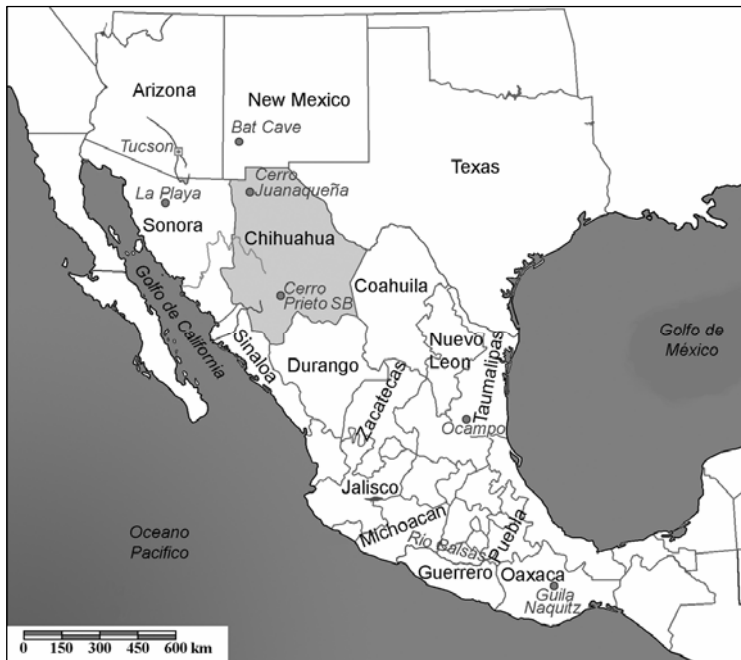 Arizona
New Mexico
Bat Cave
Tucson
Texas
La Playa
Cerro
Juanaqueña
Sonora
Chihuahua
Cerro
Prieto SB
Coahuila
Golfo de California
Sinaloa
Durango
Nuevo
Leon
Taumalipas
Golfo de
México
Zacatecas
Ocampo
Jalisco
Michoacan
Rio Balsas
Puebla
Oceano
Pacifico
Guerrero
Oaxaca
Guila
Naquitz
0 150 300 450 600 km